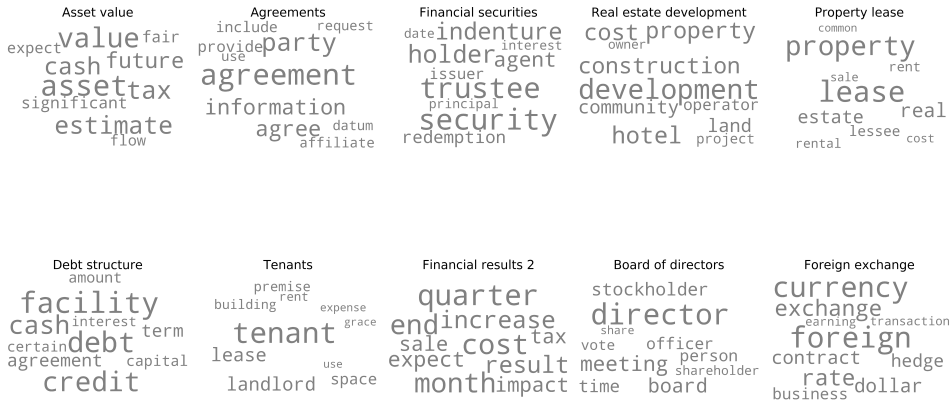 Asset value
value fair
expect
cash future
asset tax
significant
estimate
flow
Agreements
include request
provide party
use
agreement
information
agree datum
affiliate
Financial securities
date indenture
holder interest
agent
issuer
trustee
principal
security
redemption
Real estate development
cost property
owner
construction
development
community operator
hotel land
project
Property lease
common
property
rent
sale
lease
estate real
lessee
rental cost
Debt structure
amount
facility
cash interest
term
certain debt
agreement capital
credit
Tenants
premise
building rent
expense
tenant grace
lease
use
landlord space
Financial results 2
quarter
end increase
sale cost tax
expect result
month impact
Board of directors
stockholder
director
share
vote officer
meeting person
shareholder
time board
Foreign exchange
currency
exchange
earning transaction
foreign
contract hedge
rate dollar
business